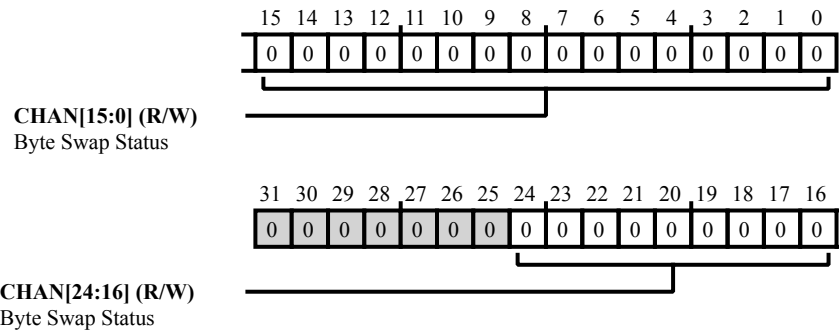 15 14 13 12 11 10 9 8 7 6 5 4 3 2 1 0
0 0 0 0 0 0 0 0 0 0 0 0 0 0 0 0
CHAN[15:0] (R/W)
Byte Swap Status
31 30 29 28 27 26 25 24 23 22 21 20 19 18 17 16
0 0 0 0 0 0 0 0 0 0 0 0 0 0 0 0
CHAN[24:16] (R/W)
Byte Swap Status